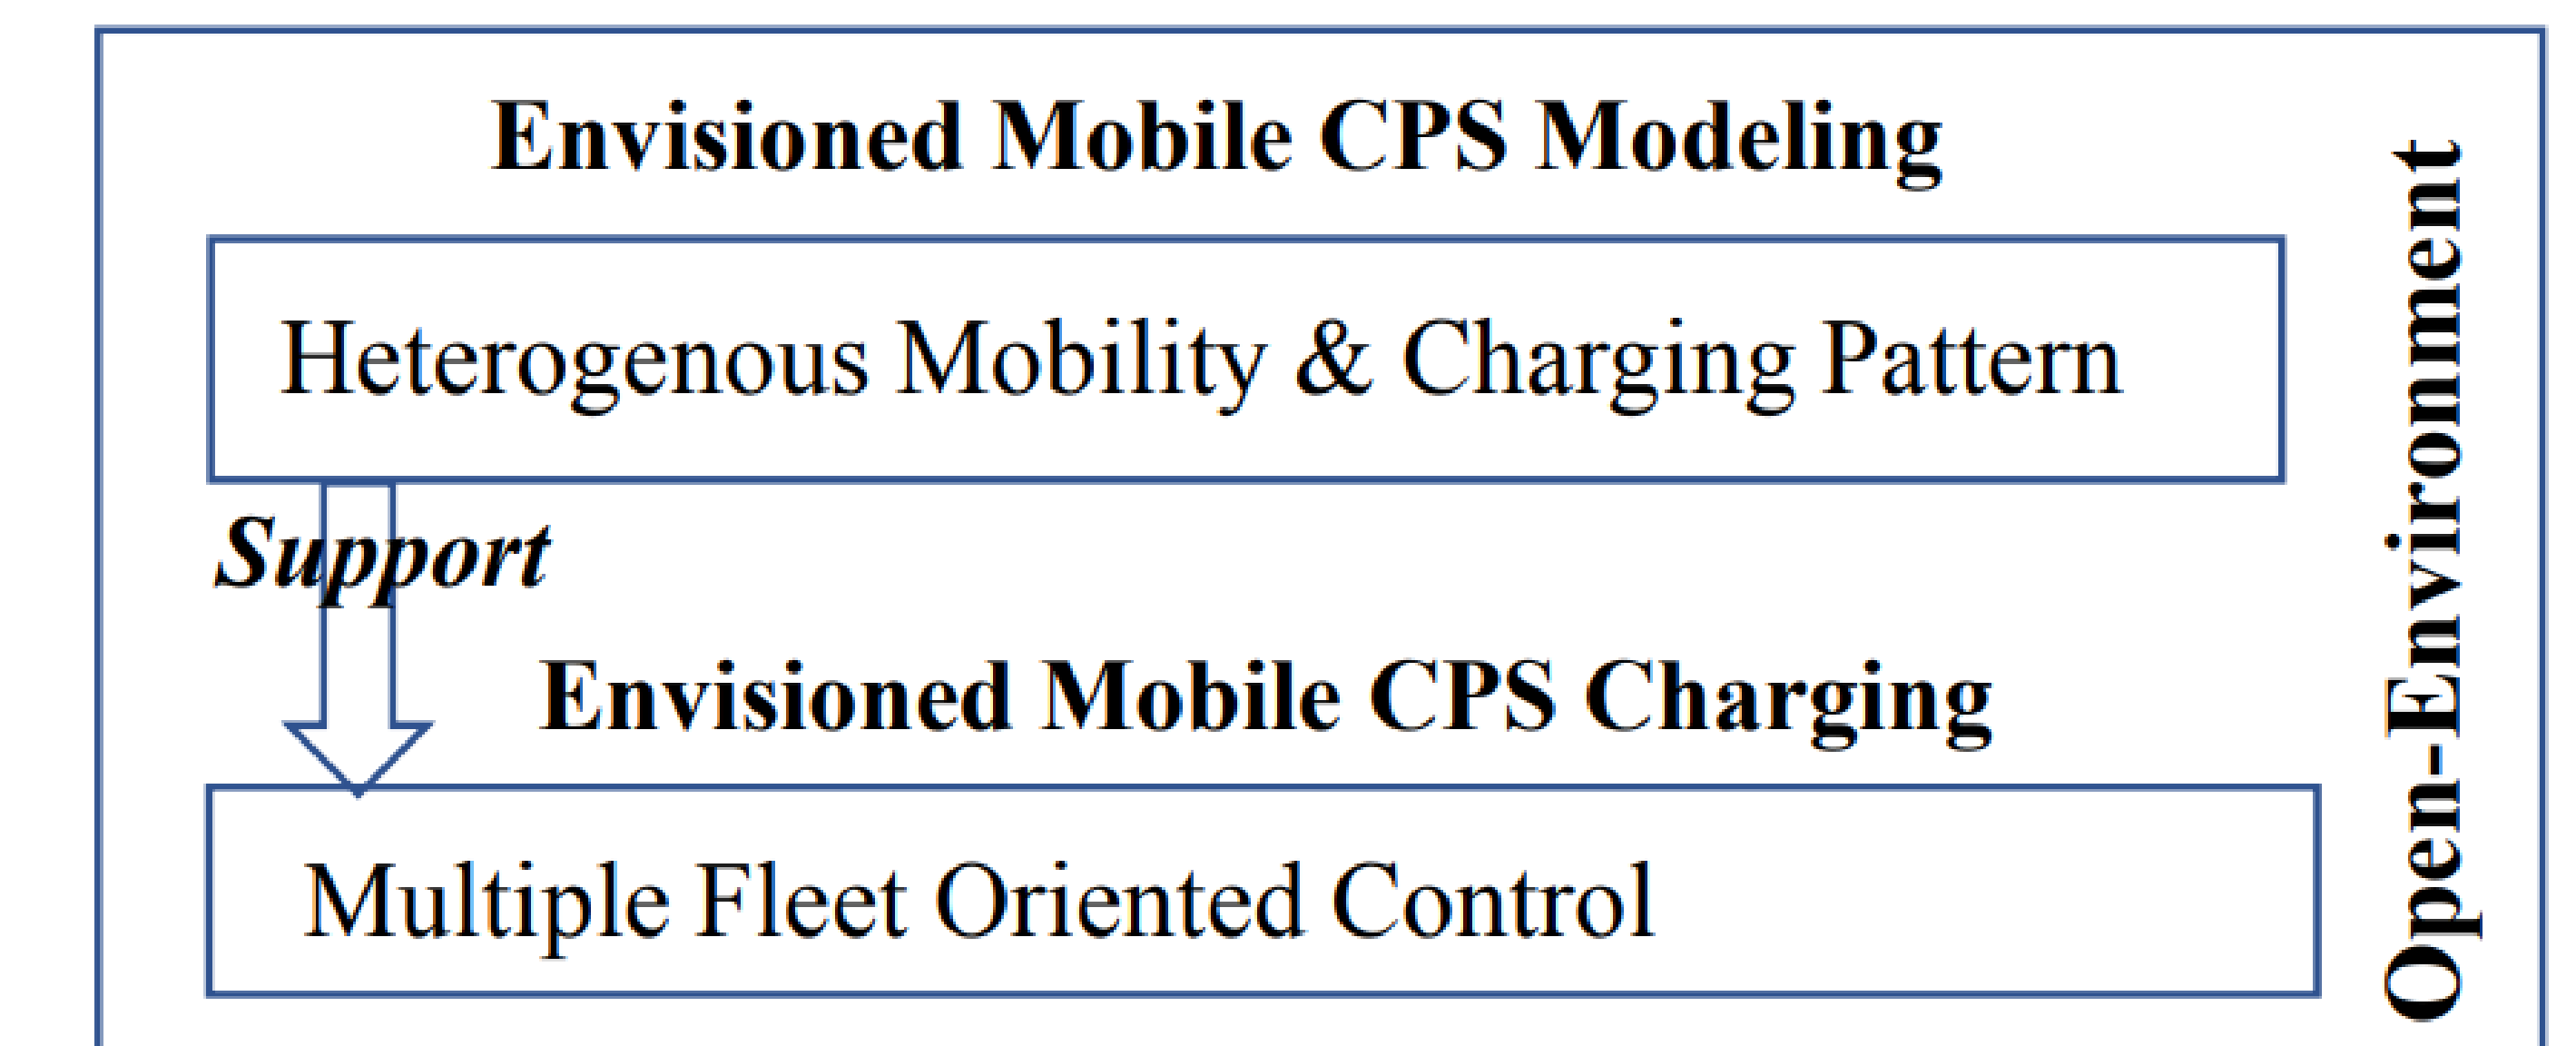 Envisioned Mobile CPS Modeling
Heterogenous Mobility & Charging Pattern
Support
Envisioned Mobile CPS Charging
Multiple Fleet Oriented Control
Open-Environment